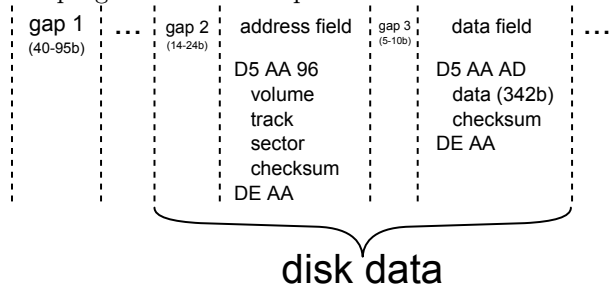 gap 1
(40-95b)
...
gap 2
(14-24b)
address field
D5 AA 96
volume
track
sector
checksum
DE AA
gap 3
(5-10b)
data field
D5 AA AD
data (342b)
checksum
DE AA
...
disk data